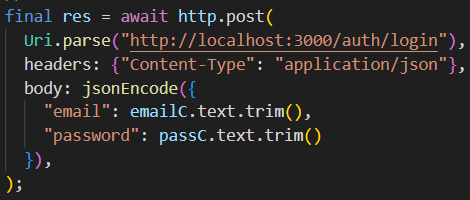 final res = await http.post(
  Uri.parse("http://localhost:3000/auth/login"),
  headers: {"Content-Type": "application/json"},
  body: jsonEncode({
    "email": emailC.text.trim(),
    "password": passC.text.trim()
  }),
);